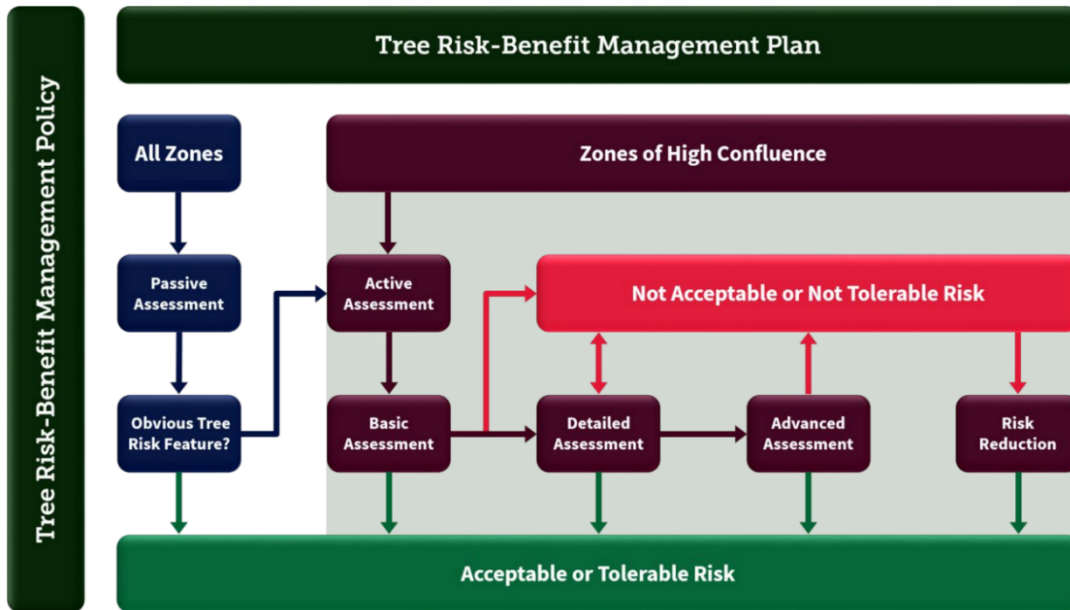 Tree Risk-Benefit Management Policy
Tree Risk-Benefit Management Plan
All Zones
Zones of High Confluence
Passive
Assessment
Active
Assessment
Not Acceptable or Not Tolerable Risk
Obvious Tree
Risk Feature?
Basic
Assessment
Detailed
Assessment
Advanced
Assessment
Risk
Reduction
Acceptable or Tolerable Risk